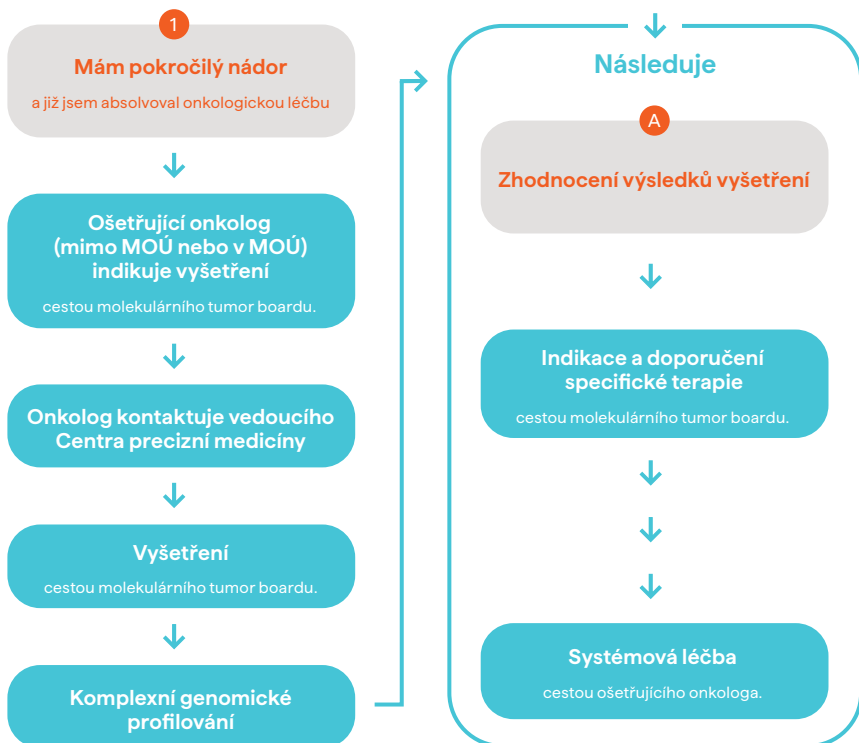 1
Mám pokročilý nádor
a již jsem absolvoval onkologickou léčbu
Ošetřující onkolog
(mimo MOÚ nebo v MOÚ)
indikuje vyšetření
cestou molekulárního tumor boardu.
Onkolog kontaktuje vedoucího
Centra precizní medicíny
Vyšetření
cestou molekulárního tumor boardu.
Komplexní genomické
profilování
Následuje
A
Zhodnocení výsledků vyšetření
Indikace a doporučení
specifické terapie
cestou molekulárního tumor boardu.
Systémová léčba
cestou ošetřujícího onkologa.